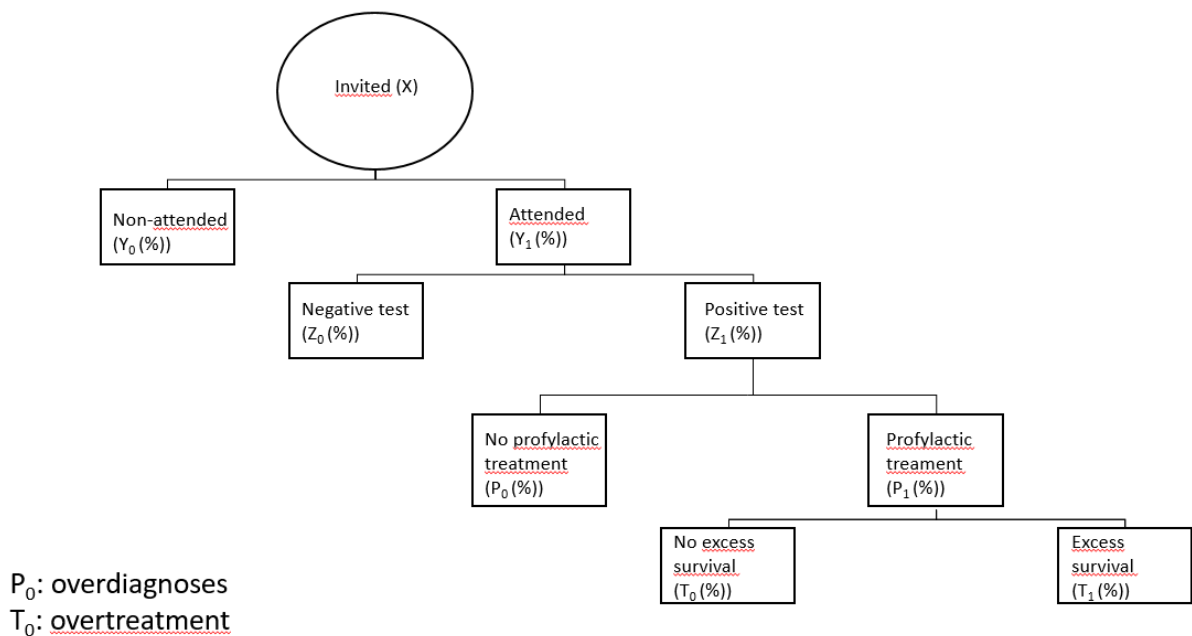 Invited (X)
Non-attended
(Y₀ (%))
Attended
(Y₁ (%))
Negative test
(Z₀ (%))
Positive test
(Z₁ (%))
No profylactic
treatment
(P₀ (%))
Profylactic
treament
(P₁ (%))
No excess
survival
(T₀ (%))
Excess
survival
(T₁ (%))
P₀: overdiagnoses
T₀: overtreatment